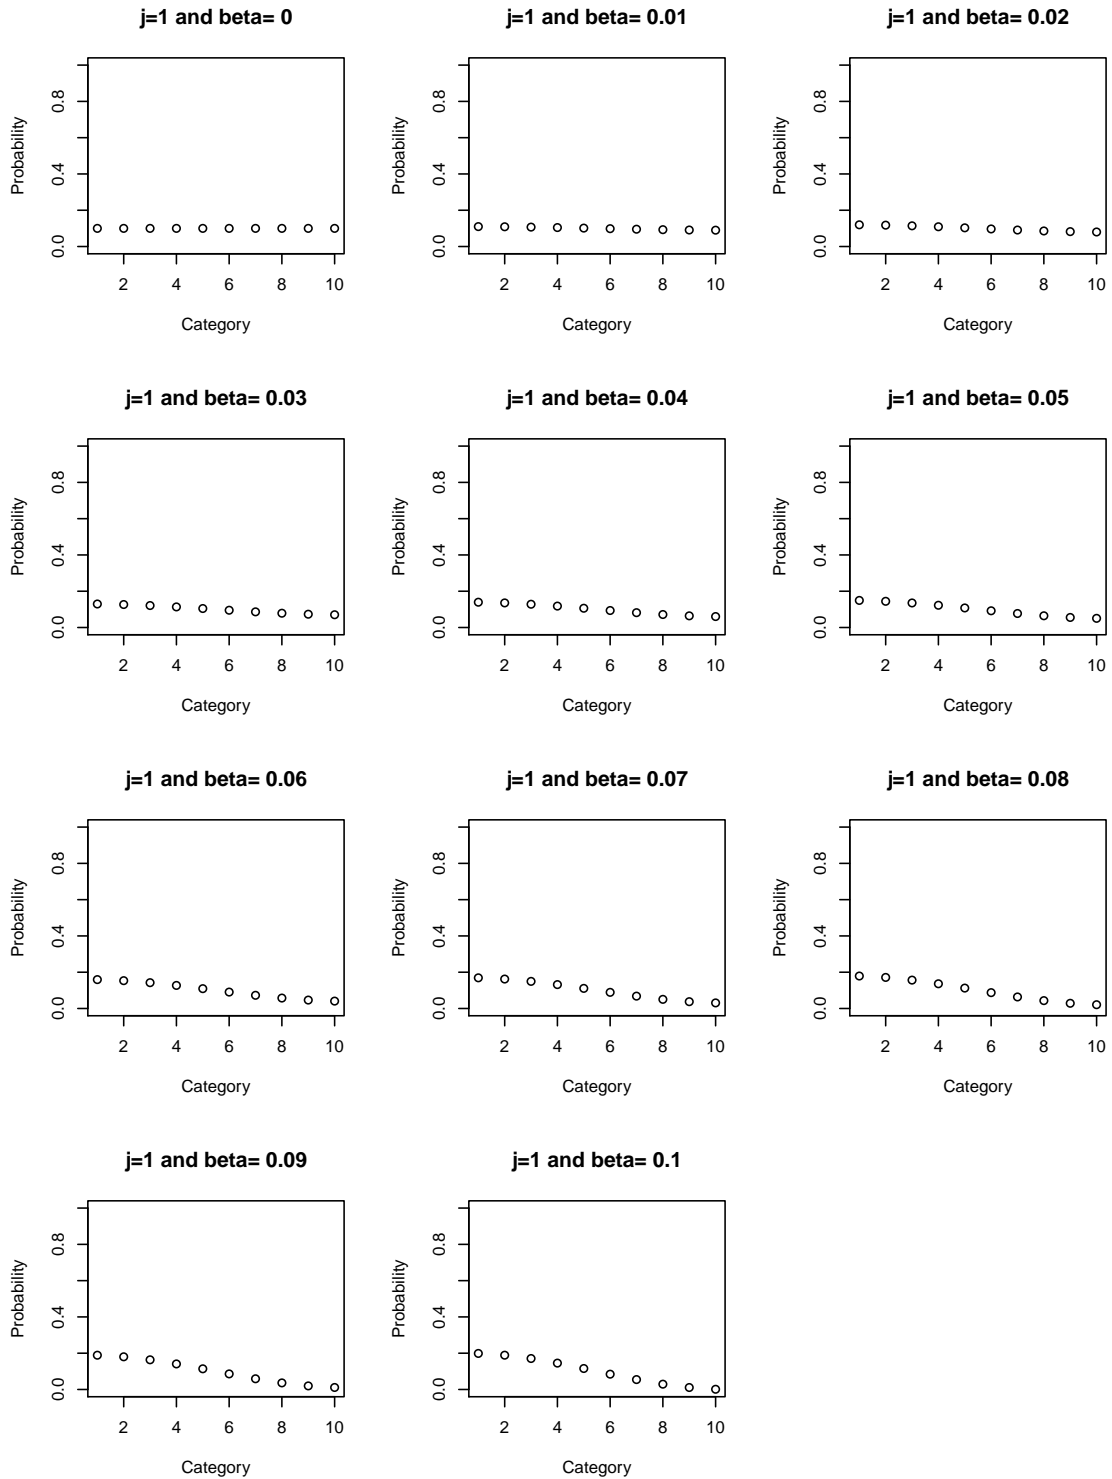 j=1 and beta= 0
Probability
0.0 0.4 0.8
2 4 6 8 10
Category
j=1 and beta= 0.01
Probability
0.0 0.4 0.8
2 4 6 8 10
Category
j=1 and beta= 0.02
Probability
0.0 0.4 0.8
2 4 6 8 10
Category
j=1 and beta= 0.03
Probability
0.0 0.4 0.8
2 4 6 8 10
Category
j=1 and beta= 0.04
Probability
0.0 0.4 0.8
2 4 6 8 10
Category
j=1 and beta= 0.05
Probability
0.0 0.4 0.8
2 4 6 8 10
Category
j=1 and beta= 0.06
Probability
0.0 0.4 0.8
2 4 6 8 10
Category
j=1 and beta= 0.07
Probability
0.0 0.4 0.8
2 4 6 8 10
Category
j=1 and beta= 0.08
Probability
0.0 0.4 0.8
2 4 6 8 10
Category
j=1 and beta= 0.09
Probability
0.0 0.4 0.8
2 4 6 8 10
Category
j=1 and beta= 0.1
Probability
0.0 0.4 0.8
2 4 6 8 10
Category